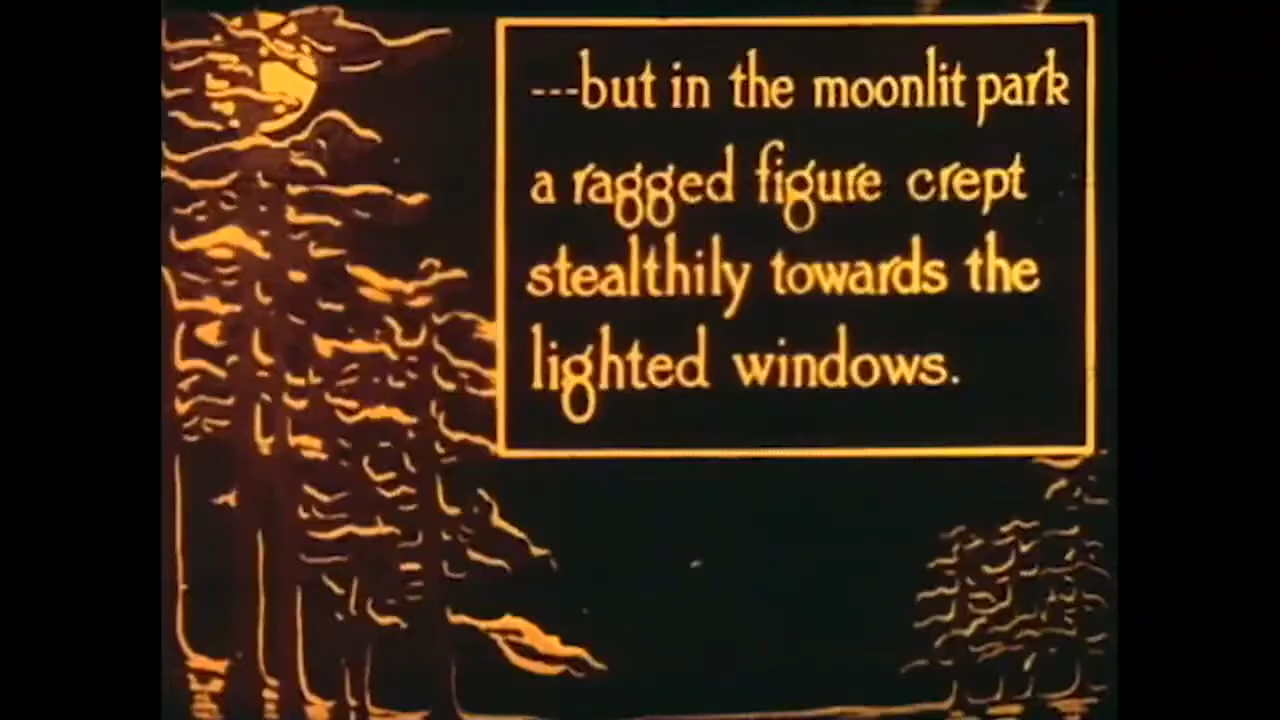 ---but in the moonlit park
a ragged figure crept
stealthily towards the
lighted windows.